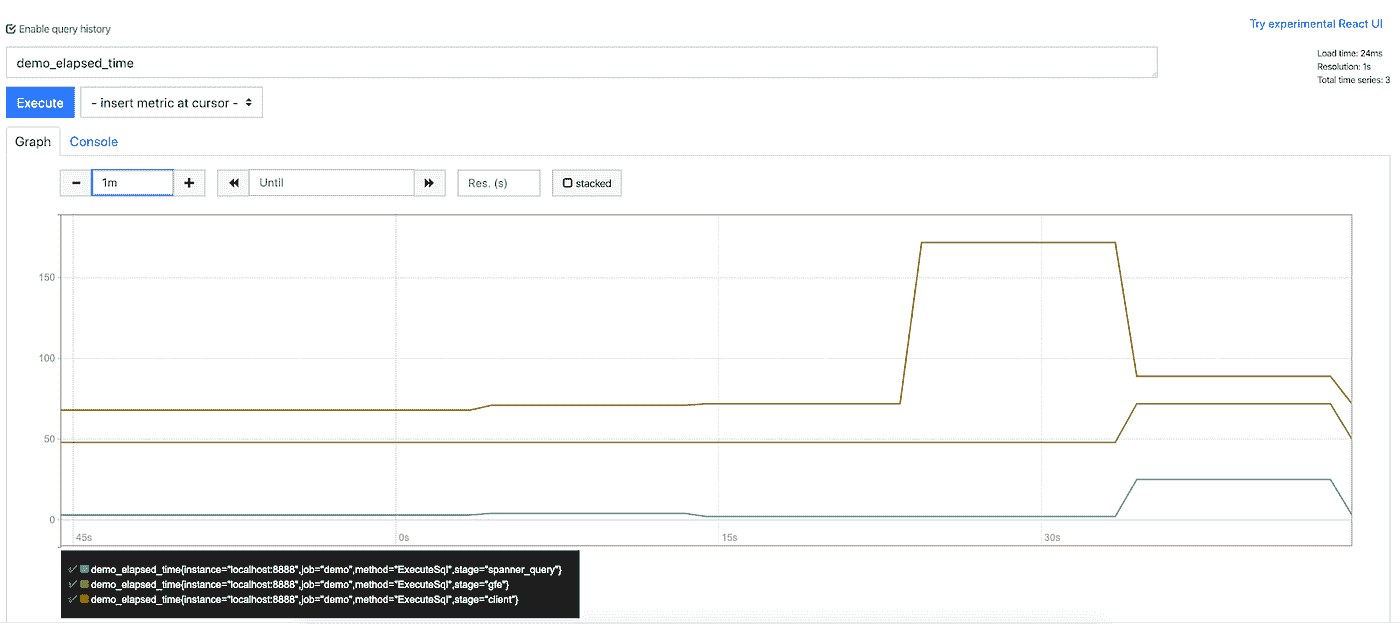 Enable query history
Try experimental React UI
demo_elapsed_time
Load time: 24ms
Resolution: 1s
Total time series: 3
Execute
- insert metric at cursor -
Graph
Console
1m
Until
Res. (s)
stacked
150
100
50
0
45s
0s
15s
30s
demo_elapsed_time{instance="localhost:8888",job="demo",method="ExecuteSql",stage="spanner_query"}
demo_elapsed_time{instance="localhost:8888",job="demo",method="ExecuteSql",stage="gfe"}
demo_elapsed_time{instance="localhost:8888",job="demo",method="ExecuteSql",stage="client"}